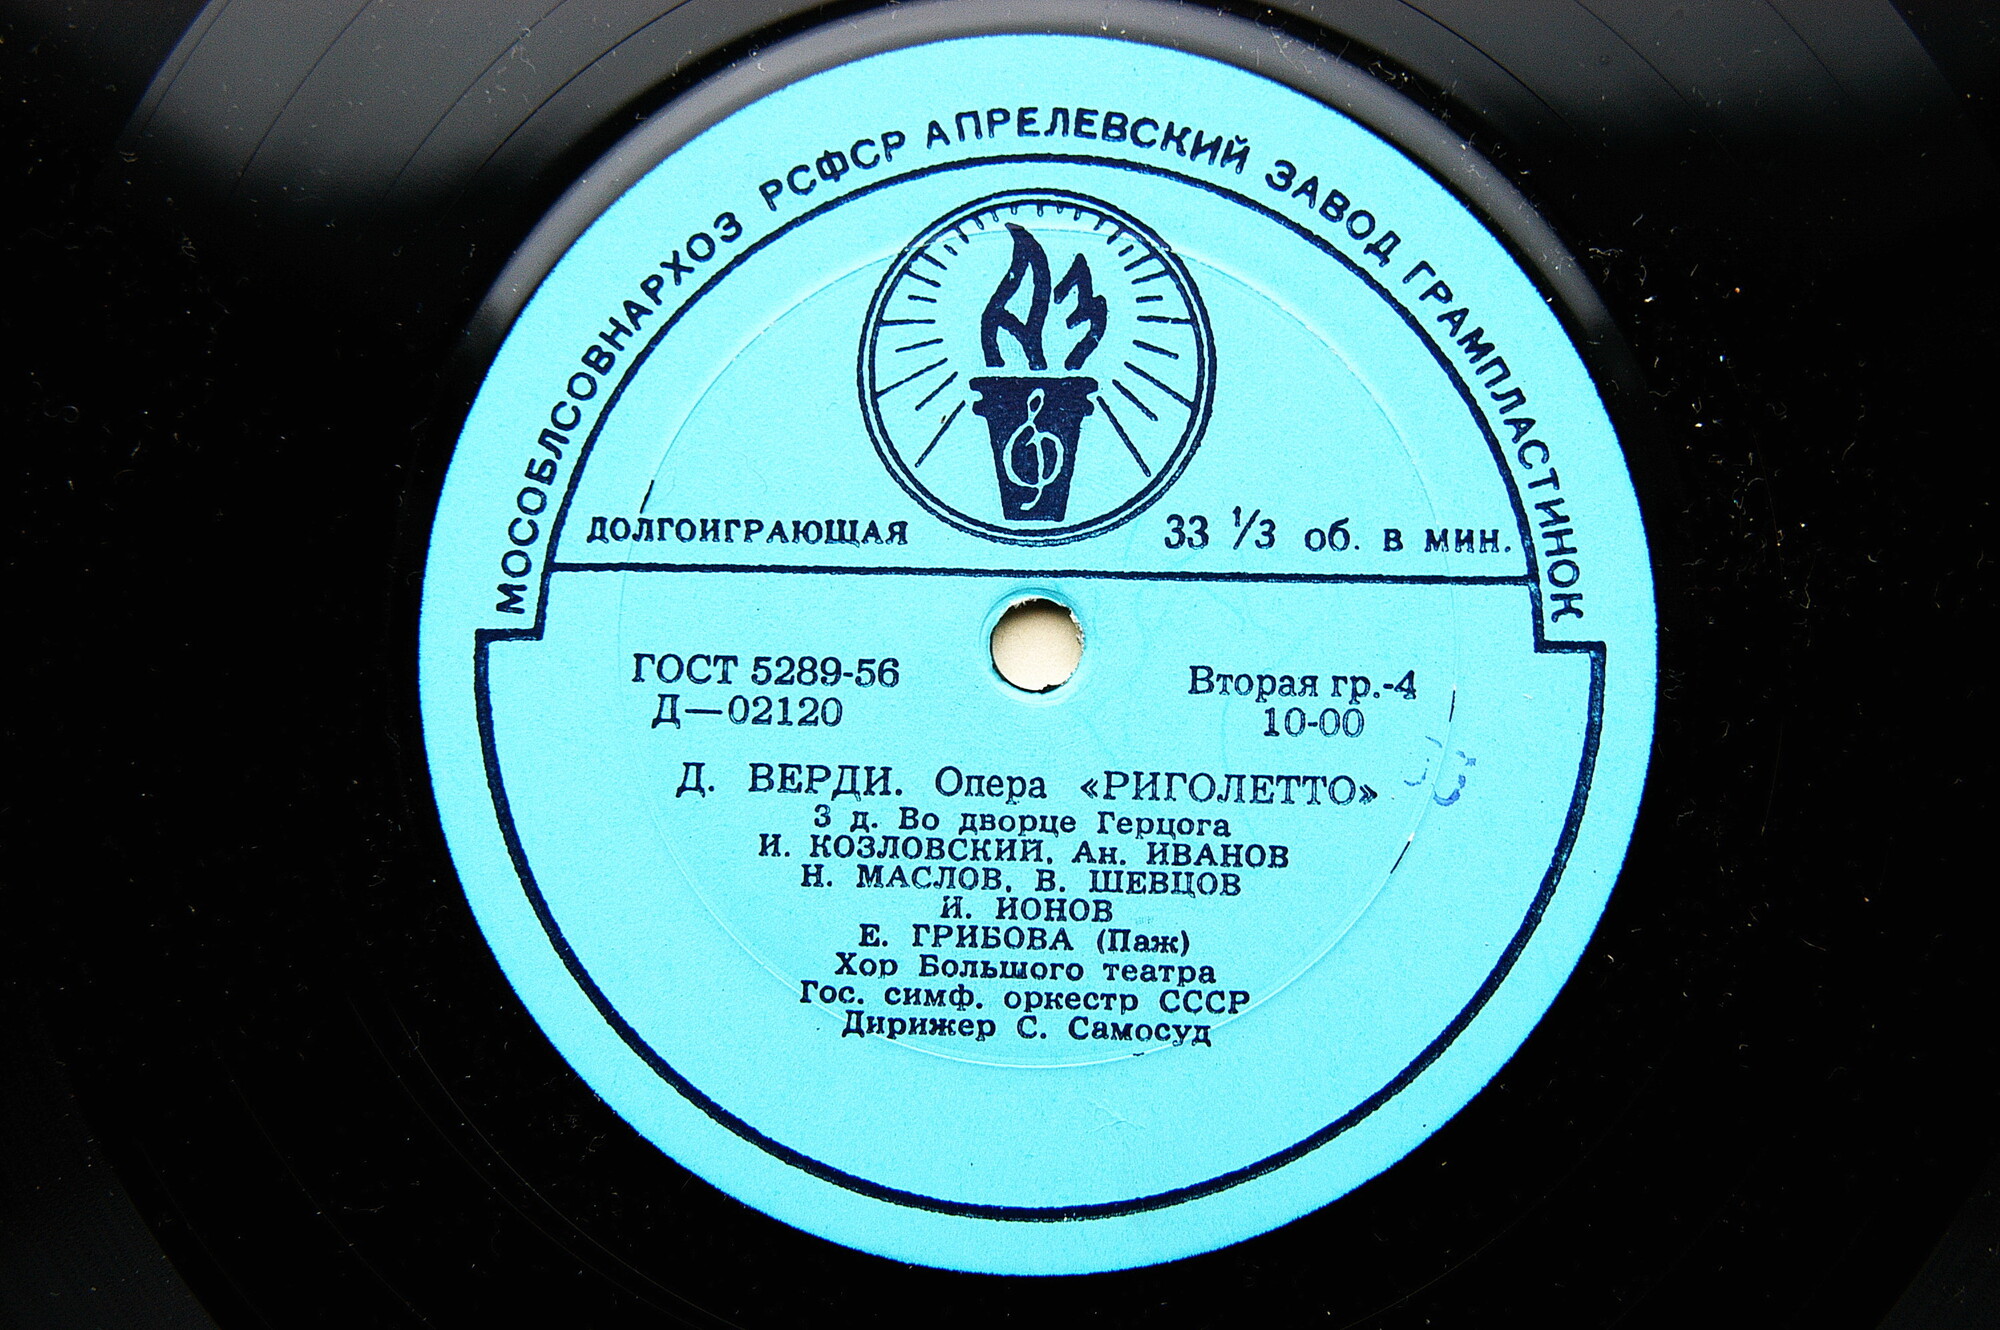 МОСОБЛСОВНАРХОЗ РСФСР АПРЕЛЕВСКИЙ ЗАВОД ГРАМПЛАСТИНОК
АЗ
ДОЛГОИГРАЮЩАЯ
33 1/3 об. в мин.
ГОСТ 5289-56
Д—02120
Вторая гр.-4
10-00
Д. ВЕРДИ. Опера «РИГОЛЕТТО»
3 д. Во дворце Герцога
И. КОЗЛОВСКИЙ, Ан. ИВАНОВ
Н. МАСЛОВ, В. ШЕВЦОВ
И. ИОНОВ
Е. ГРИБОВА (Паж)
Хор Большого театра
Гос. симф. оркестр СССР
Дирижер С. Самосуд